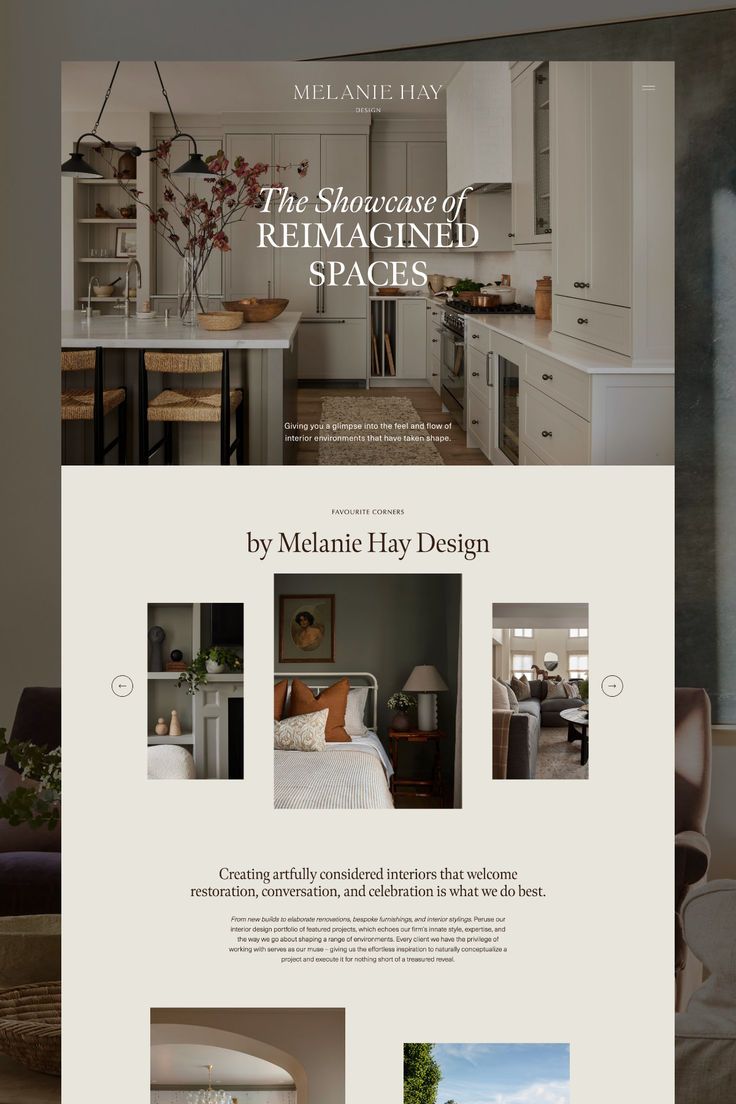 MELANIE HAY
DESIGN
The Showcase of
REIMAGINED
SPACES
Giving you a glimpse into the feel and flow of
interior environments that have taken shape.
FAVOURITE CORNERS
by Melanie Hay Design
Creating artfully considered interiors that welcome
restoration, conversation, and celebration is what we do best.
From new builds to elaborate renovations, bespoke furnishings, and interior stylings. Peruse our
interior design portfolio of featured projects, which echoes our firm's innate style, expertise, and
the way we go about shaping a range of environments. Every client we have the privilege of
working with serves as our muse – giving us the effortless inspiration to naturally conceptualize a
project and execute it for nothing short of a treasured reveal.